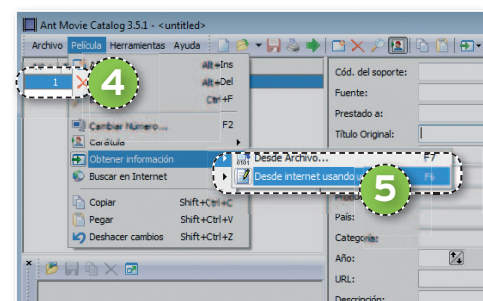 Ant Movie Catalog 3.5.1 - <untitled>
Archivo Película Herramientas Ayuda
Alt+Ins
1 Alt+Del
4
Ctrl+F
Cambiar Número... F2
Carátula
Obtener información
Desde Archivo... F7
Buscar en Internet
Desde internet usando F6
5
Copiar Shift+Ctrl+C
Pegar Shift+Ctrl+V
Deshacer cambios Shift+Ctrl+Z
Cód. del soporte:
Fuente:
Prestado a:
Título Original:
País:
Categoría:
Año:
URL:
Descripción: